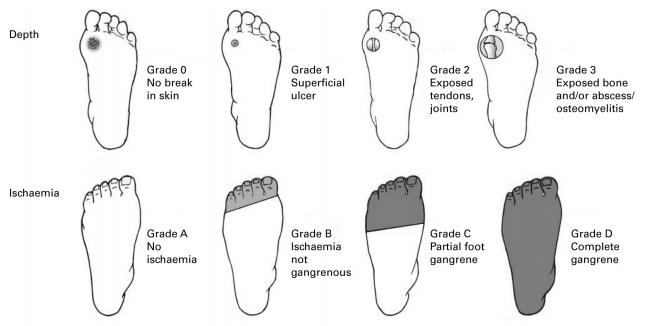 Depth
Grade 0
No break
in skin
Grade 1
Superficial
ulcer
Grade 2
Exposed
tendons,
joints
Grade 3
Exposed bone
and/or abscess/
osteomyelitis
Ischaemia
Grade A
No
ischaemia
Grade B
Ischaemia
not
gangrenous
Grade C
Partial foot
gangrene
Grade D
Complete
gangrene